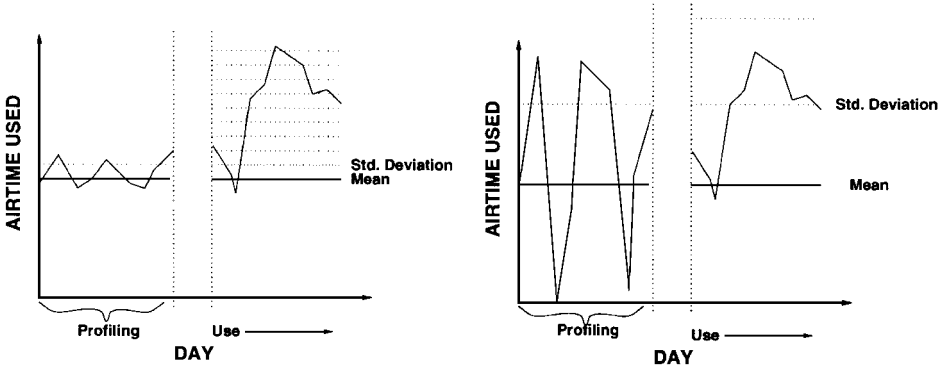 AIRTIME USED
Std. Deviation
Mean
Profiling
Use
DAY
AIRTIME USED
Std. Deviation
Mean
Profiling
Use
DAY